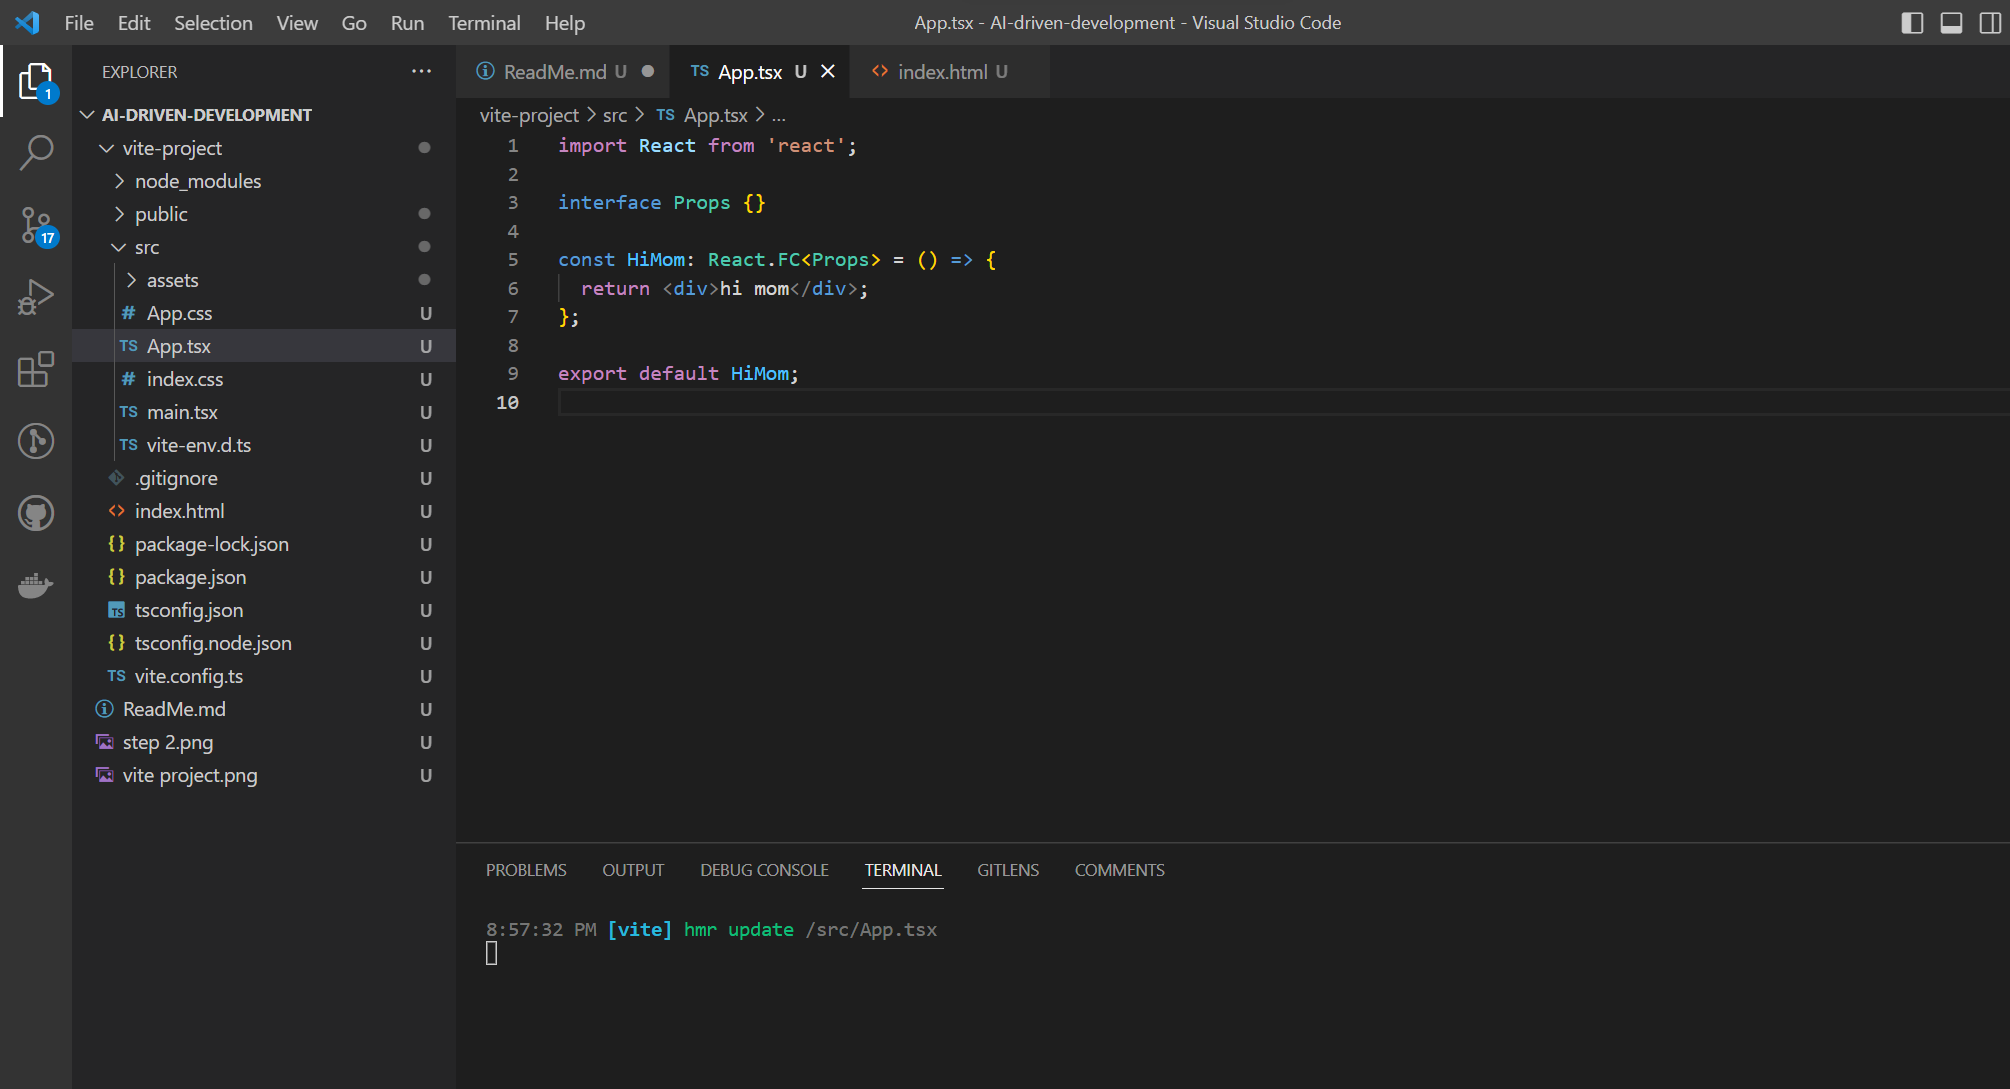 File Edit Selection View Go Run Terminal Help App.tsx - AI-driven-development - Visual Studio Code
EXPLORER ...
1
17
AI-DRIVEN-DEVELOPMENT
vite-project
node_modules
public
src
assets
# App.css U
TS App.tsx U
# index.css U
TS main.tsx U
TS vite-env.d.ts U
.gitignore U
<> index.html U
{} package-lock.json U
{} package.json U
TS tsconfig.json U
{} tsconfig.node.json U
TS vite.config.ts U
ReadMe.md U
step 2.png U
vite project.png U
ReadMe.md U TS App.tsx U <> index.html U
vite-project > src > TS App.tsx > ...
1 import React from 'react';
2
3 interface Props {}
4
5 const HiMom: React.FC<Props> = () => {
6 return <div>hi mom</div>;
7 };
8
9 export default HiMom;
10
PROBLEMS OUTPUT DEBUG CONSOLE TERMINAL GITLENS COMMENTS
8:57:32 PM [vite] hmr update /src/App.tsx